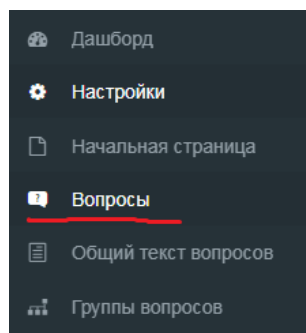 Дашборд
Настройки
Начальная страница
Вопросы
Общий текст вопросов
Группы вопросов